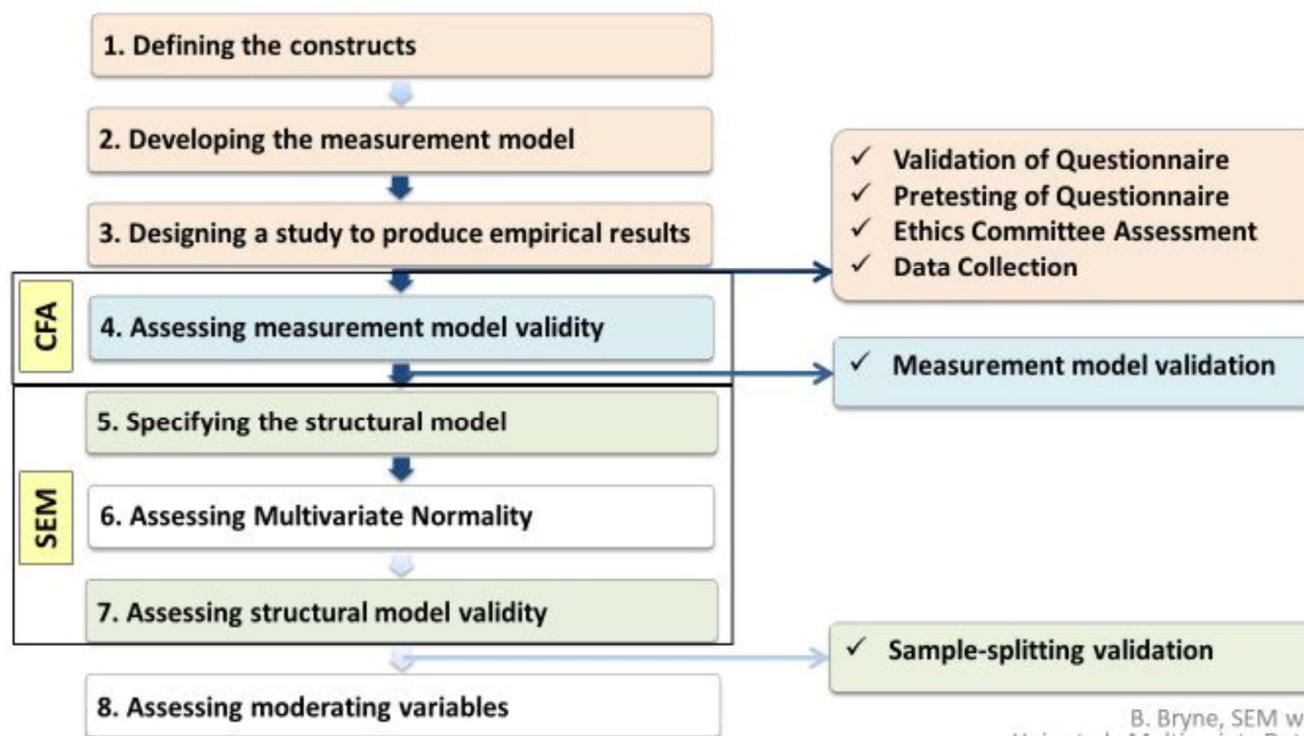 1. Defining the constructs
2. Developing the measurement model
3. Designing a study to produce empirical results
✓ Validation of Questionnaire
✓ Pretesting of Questionnaire
✓ Ethics Committee Assessment
✓ Data Collection
CFA
4. Assessing measurement model validity
✓ Measurement model validation
SEM
5. Specifying the structural model
6. Assessing Multivariate Normality
7. Assessing structural model validity
✓ Sample-splitting validation
8. Assessing moderating variables
B. Bryne, SEM w